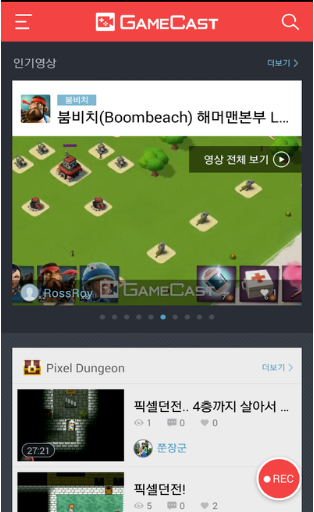 GAMECAST
인기영상
더보기 >
붐비치
붐비치(Boombeach) 해머맨본부 L...
영상 전체 보기
RossRoy
GAMECAST
Pixel Dungeon
더보기 >
픽셀던전.. 4층까지 살아서 ...
1 0 0
27:21
쭌장군
REC
픽셀던전!
5 0 2